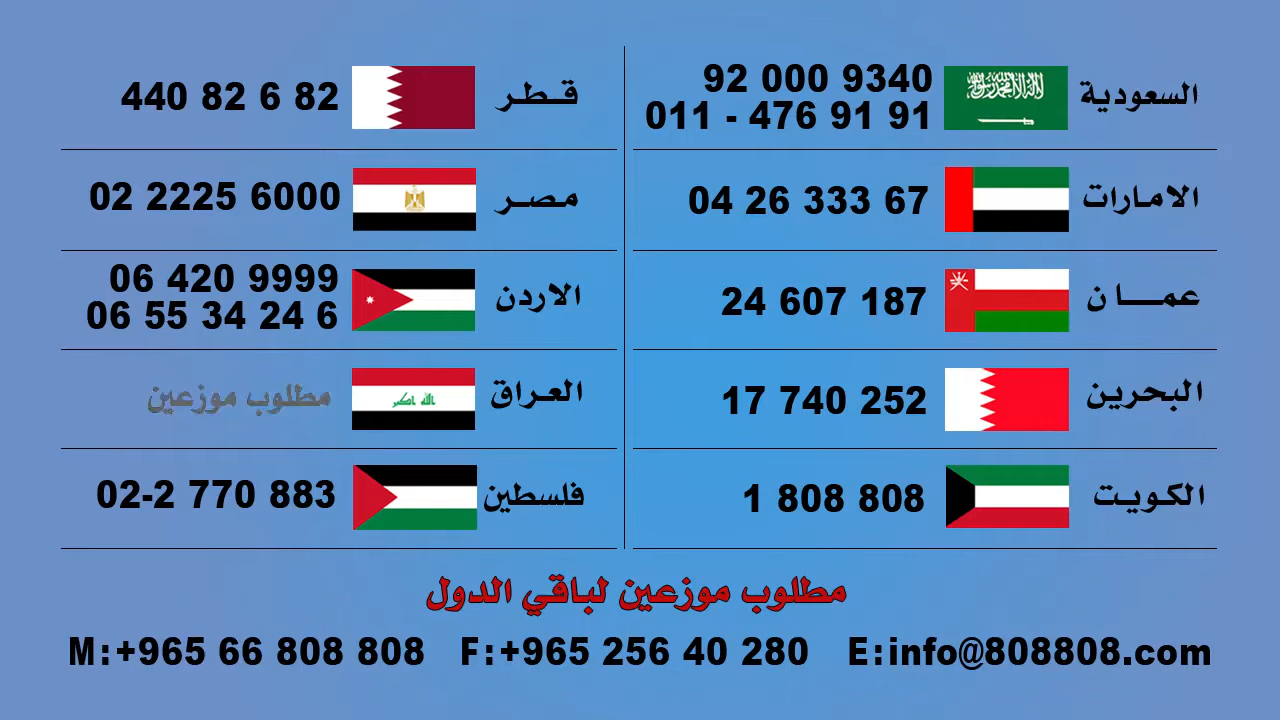 السعودية
92 000 9340
011 - 476 91 91
الامارات
04 26 333 67
عمان
24 607 187
البحرين
17 740 252
الكويت
1 808 808
قطر
440 82 6 82
مصر
02 2225 6000
الاردن
06 420 9999
06 55 34 24 6
العراق
الله اكبر
مطلوب موزعين
فلسطين
02-2 770 883
مطلوب موزعين لباقي الدول
M:+965 66 808 808 F:+965 256 40 280 E:info@808808.com